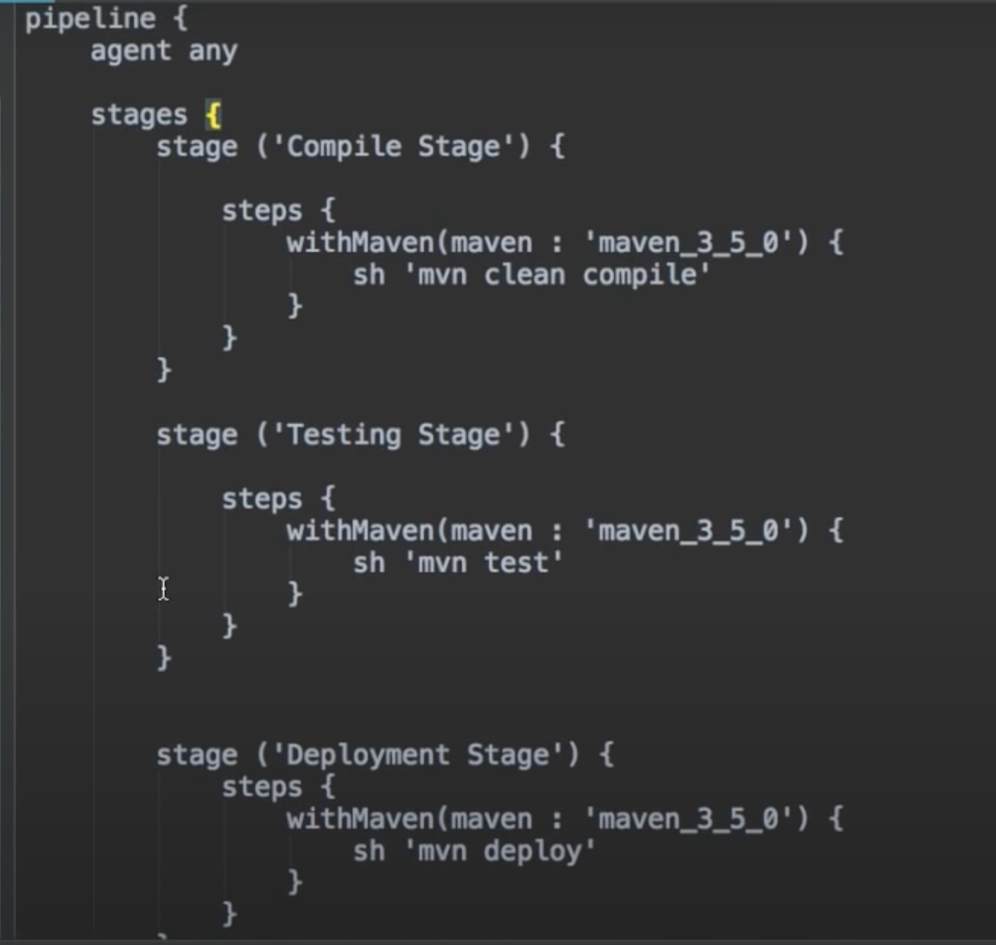 pipeline {
    agent any

    stages {
        stage ('Compile Stage') {

            steps {
                withMaven(maven : 'maven_3_5_0') {
                    sh 'mvn clean compile'
                }
            }
        }

        stage ('Testing Stage') {

            steps {
                withMaven(maven : 'maven_3_5_0') {
                    sh 'mvn test'
                }
            }
        }


        stage ('Deployment Stage') {
            steps {
                withMaven(maven : 'maven_3_5_0') {
                    sh 'mvn deploy'
                }
            }
        }